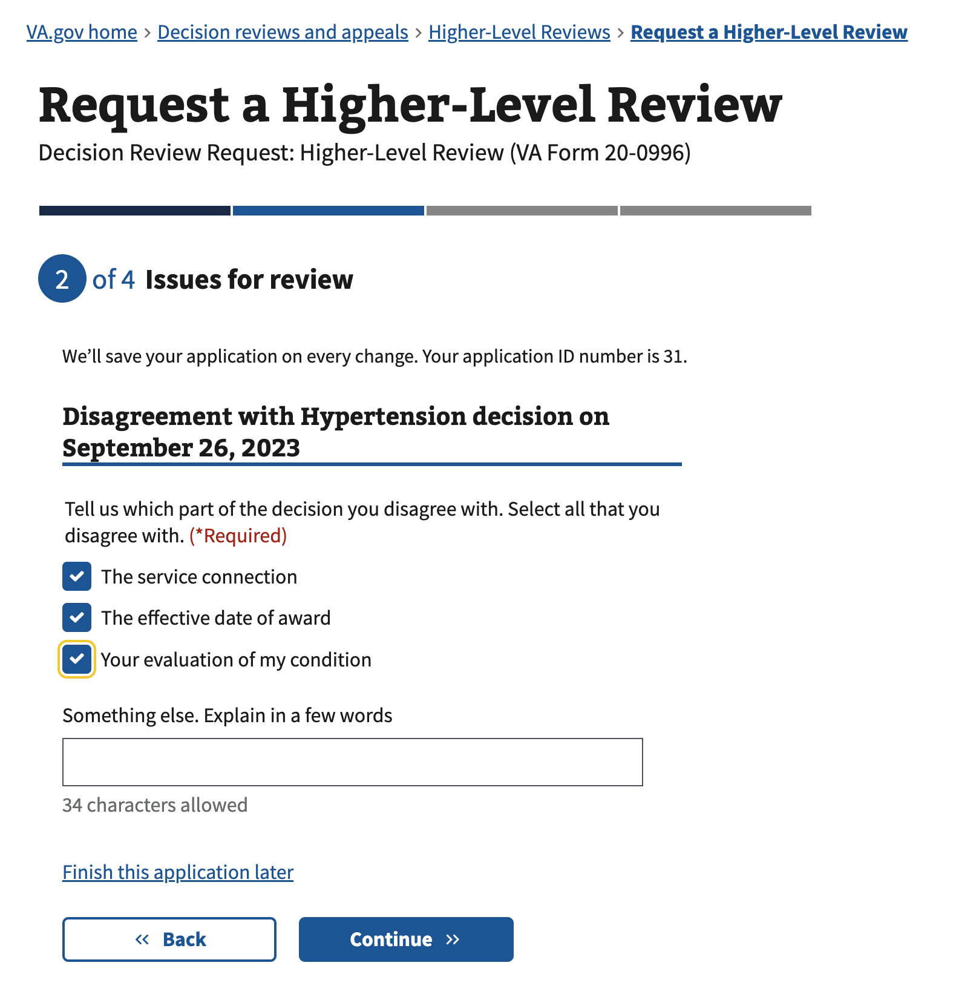 VA.gov home › Decision reviews and appeals › Higher-Level Reviews › Request a Higher-Level Review
Request a Higher-Level Review
Decision Review Request: Higher-Level Review (VA Form 20-0996)
2 of 4 Issues for review
We’ll save your application on every change. Your application ID number is 31.
Disagreement with Hypertension decision on
September 26, 2023
Tell us which part of the decision you disagree with. Select all that you
disagree with. (*Required)
The service connection
The effective date of award
Your evaluation of my condition
Something else. Explain in a few words
34 characters allowed
Finish this application later
« Back
Continue »